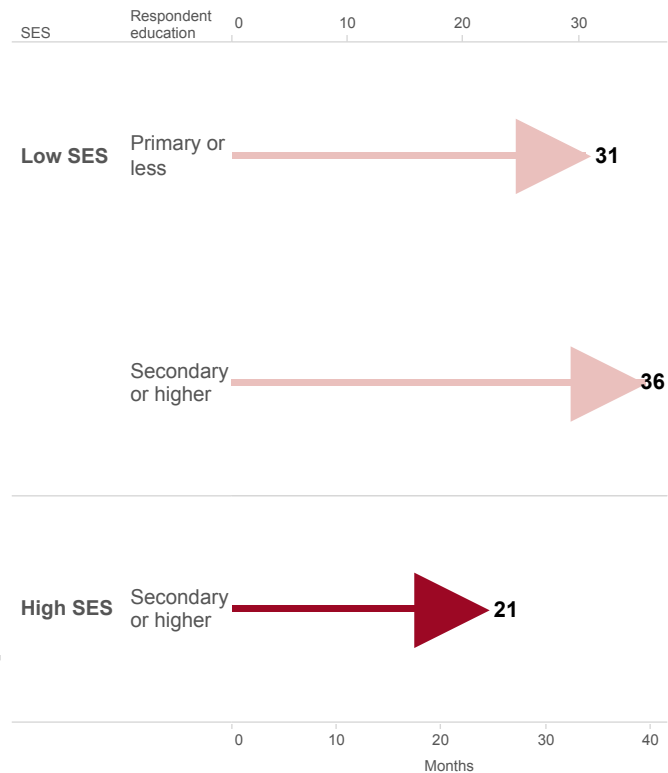 SES
Respondent
education
0 10 20 30
Low SES
Primary or
less
31
Secondary
or higher
36
High SES
Secondary
or higher
21
0 10 20 30 40
Months